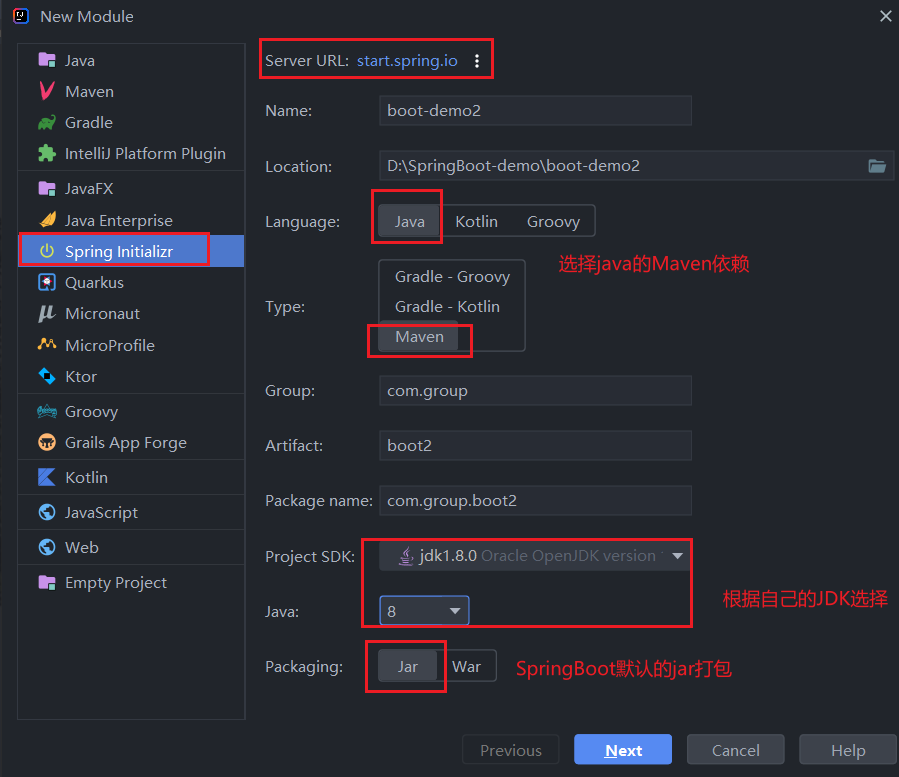 New Module
Java
Maven
Gradle
IntelliJ Platform Plugin
JavaFX
Java Enterprise
Spring Initializr
Quarkus
Micronaut
MicroProfile
Ktor
Groovy
Grails App Forge
Kotlin
JavaScript
Web
Empty Project
Server URL: start.spring.io
Name: boot-demo2
Location: D:\SpringBoot-demo\boot-demo2
Language: Java Kotlin Groovy
选择java的Maven依赖
Type: Gradle - Groovy
Gradle - Kotlin
Maven
Group: com.group
Artifact: boot2
Package name: com.group.boot2
Project SDK: jdk1.8.0 Oracle OpenJDK version
根据自己的JDK选择
Java: 8
Packaging: Jar War
SpringBoot默认的jar打包
Previous Next Cancel Help